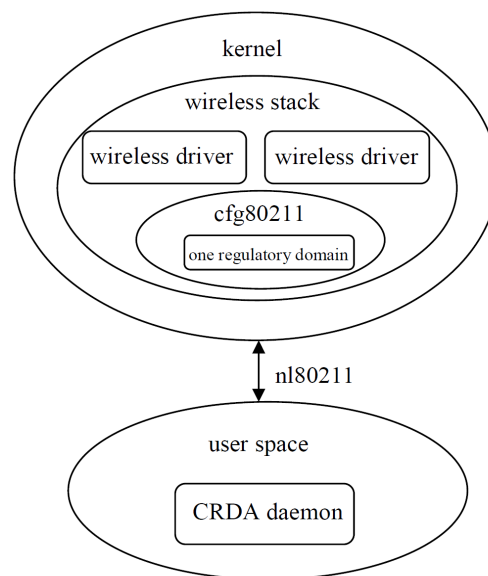 kernel
wireless stack
wireless driver
wireless driver
cfg80211
one regulatory domain
nl80211
user space
CRDA daemon